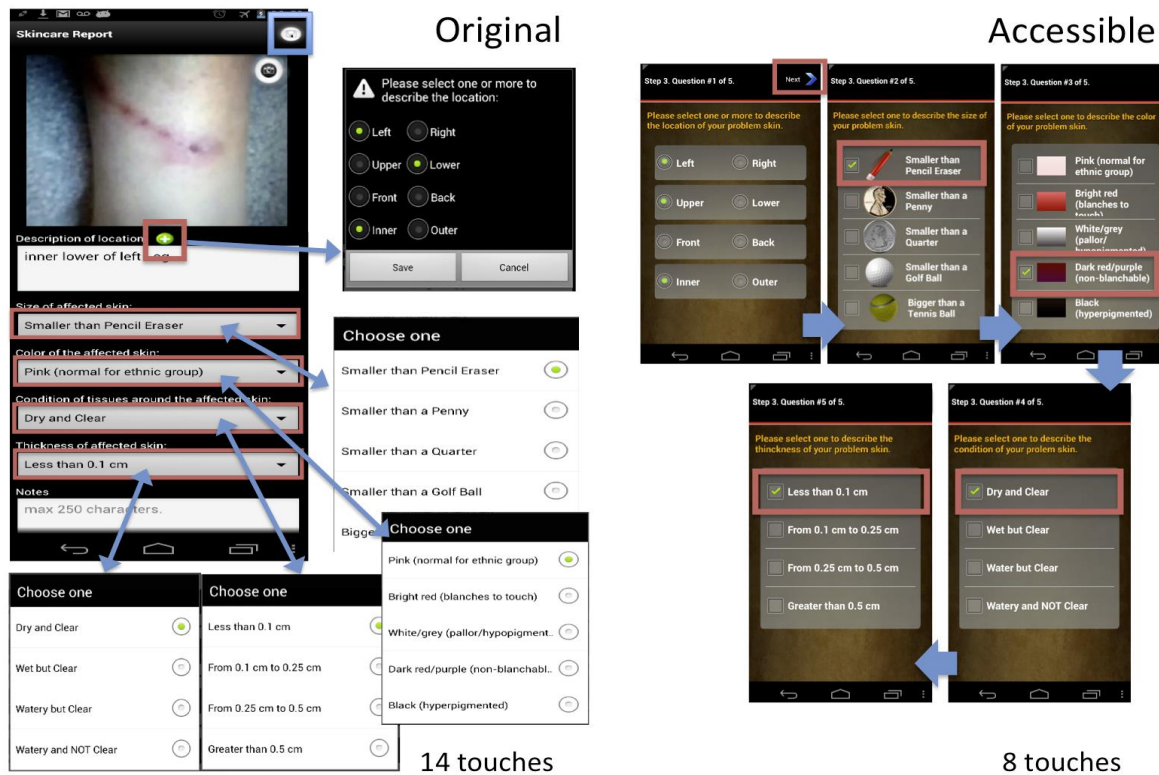 Original
Skincare Report
Description of location
inner lower of left
Size of affected skin:
Smaller than Pencil Eraser
Color of the affected skin:
Pink (normal for ethnic group)
Condition of tissues around the affected skin:
Dry and Clear
Thickness of affected skin:
Less than 0.1 cm
Notes
max 250 characters.
Please select one or more to
describe the location:
Left Right
Upper Lower
Front Back
Inner Outer
Save Cancel
Choose one
Smaller than Pencil Eraser
Smaller than a Penny
Smaller than a Quarter
Smaller than a Golf Ball
Choose one
Pink (normal for ethnic group)
Bright red (blanches to touch)
White/grey (pallor/hypopigment..
Dark red/purple (non-blanchabl..
Black (hyperpigmented)
Choose one
Dry and Clear
Wet but Clear
Watery but Clear
Watery and NOT Clear
Choose one
Less than 0.1 cm
From 0.1 cm to 0.25 cm
From 0.25 cm to 0.5 cm
Greater than 0.5 cm
14 touches
Accessible
Step 3. Question #1 of 5. Next
Please select one or more to describe
the location of your problem skin.
Left Right
Upper Lower
Front Back
Inner Outer
Step 3. Question #2 of 5.
Please select one to describe the size of
your problem skin.
Smaller than
Pencil Eraser
Smaller than a
Penny
Smaller than a
Quarter
Smaller than a
Golf Ball
Bigger than a
Tennis Ball
Step 3. Question #3 of 5.
Please select one to describe the color
of your problem skin.
Pink (normal for
ethnic group)
Bright red
(blanches to
touch)
White/grey
(pallor/
Dark red/purple
(non-blanchable)
Black
(hyperpigmented)
Step 3. Question #5 of 5.
Please select one to describe the
thinckness of your problem skin.
Less than 0.1 cm
From 0.1 cm to 0.25 cm
From 0.25 cm to 0.5 cm
Greater than 0.5 cm
Step 3. Question #4 of 5.
Please select one to describe the
condition of your prolem skin.
Dry and Clear
Wet but Clear
Water but Clear
Watery and NOT Clear
8 touches